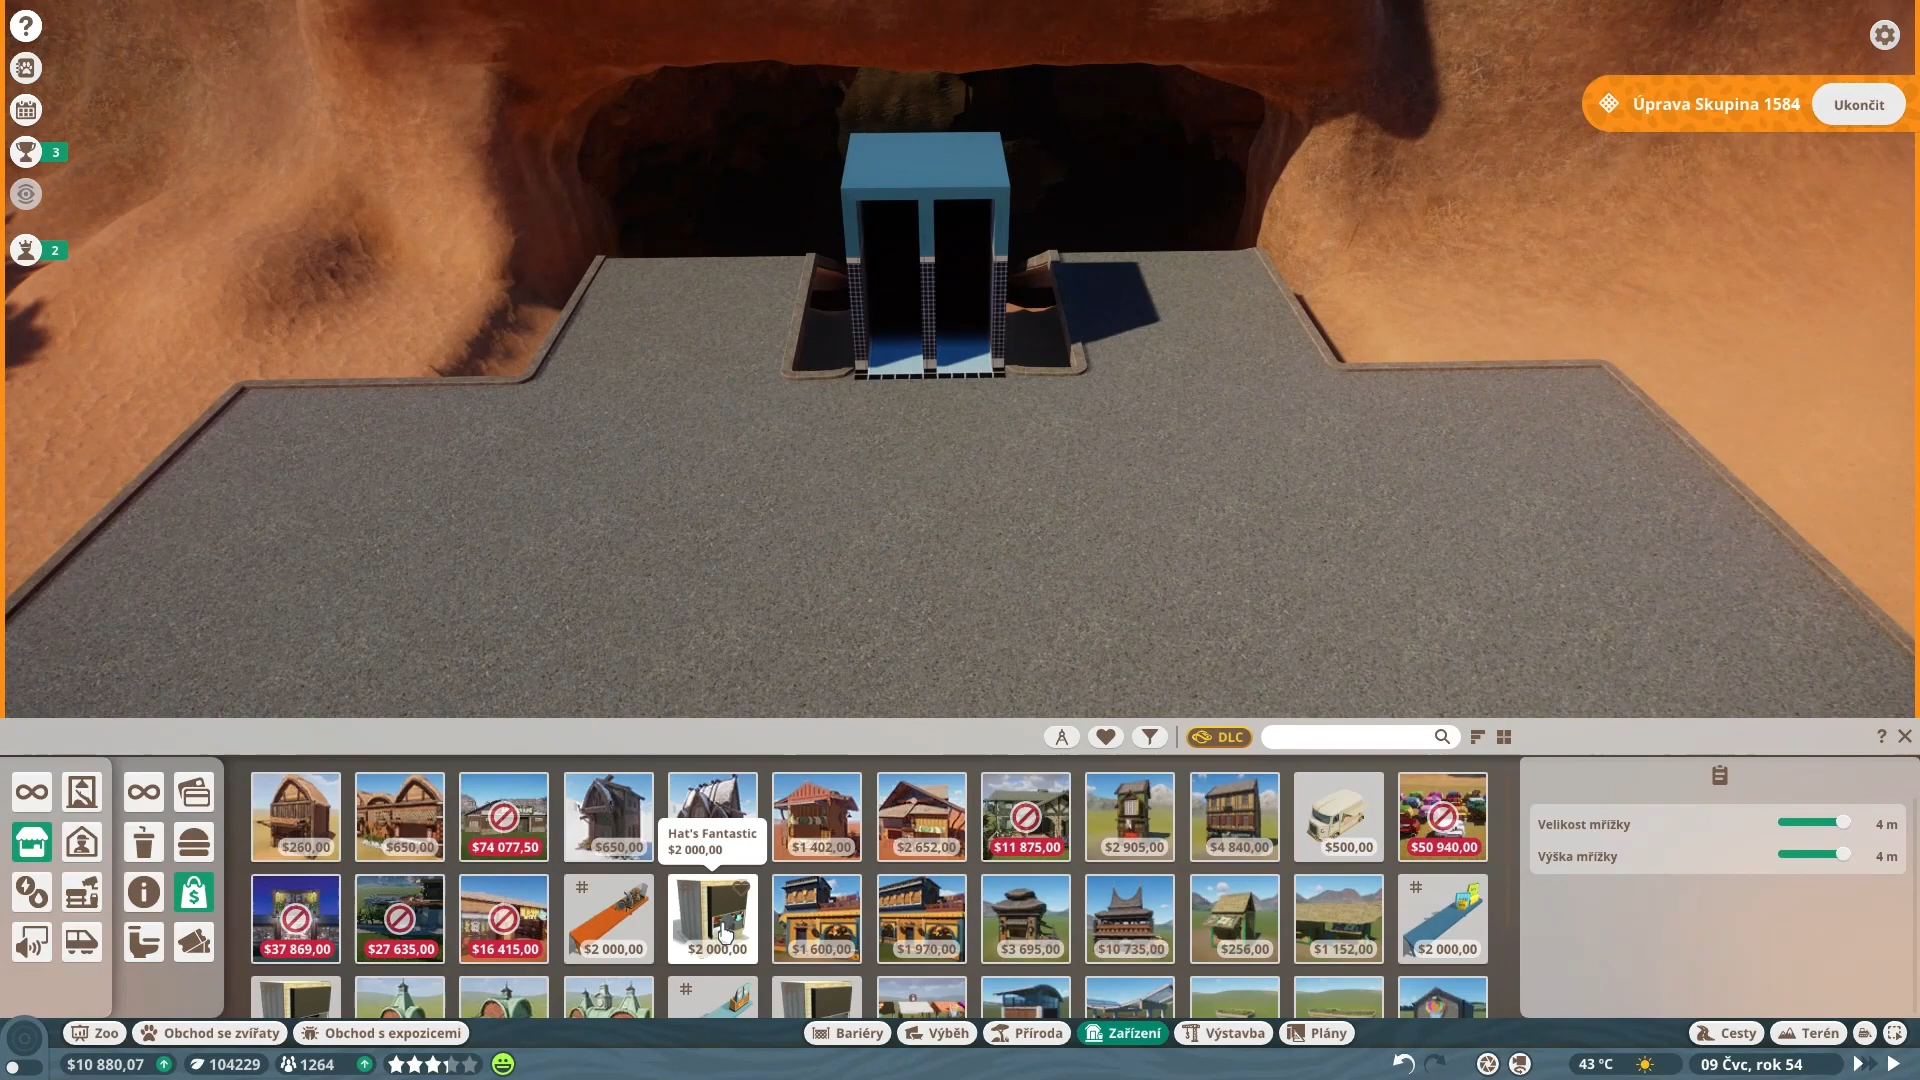 3
2
Úprava Skupina 1584
Ukončit
DLC
$260,00
$650,00
$74 077,50
$650,00
Hat's Fantastic
$2 000,00
$1 402,00
$2 652,00
$11 875,00
$2 905,00
$4 840,00
$500,00
$50 940,00
$37 869,00
$27 635,00
$16 415,00
$2 000,00
$2 000,00
$1 600,00
$1 970,00
$3 695,00
$10 735,00
$256,00
$1 152,00
$2 000,00
Velikost mřížky
4 m
Výška mřížky
4 m
Zoo
Obchod se zvířaty
Obchod s expozicemi
Bariéry
Výběh
Příroda
Zařízení
Výstavba
Plány
Cesty
Terén
$10 880,07
104229
1264
43 °C
09 Čvc, rok 54